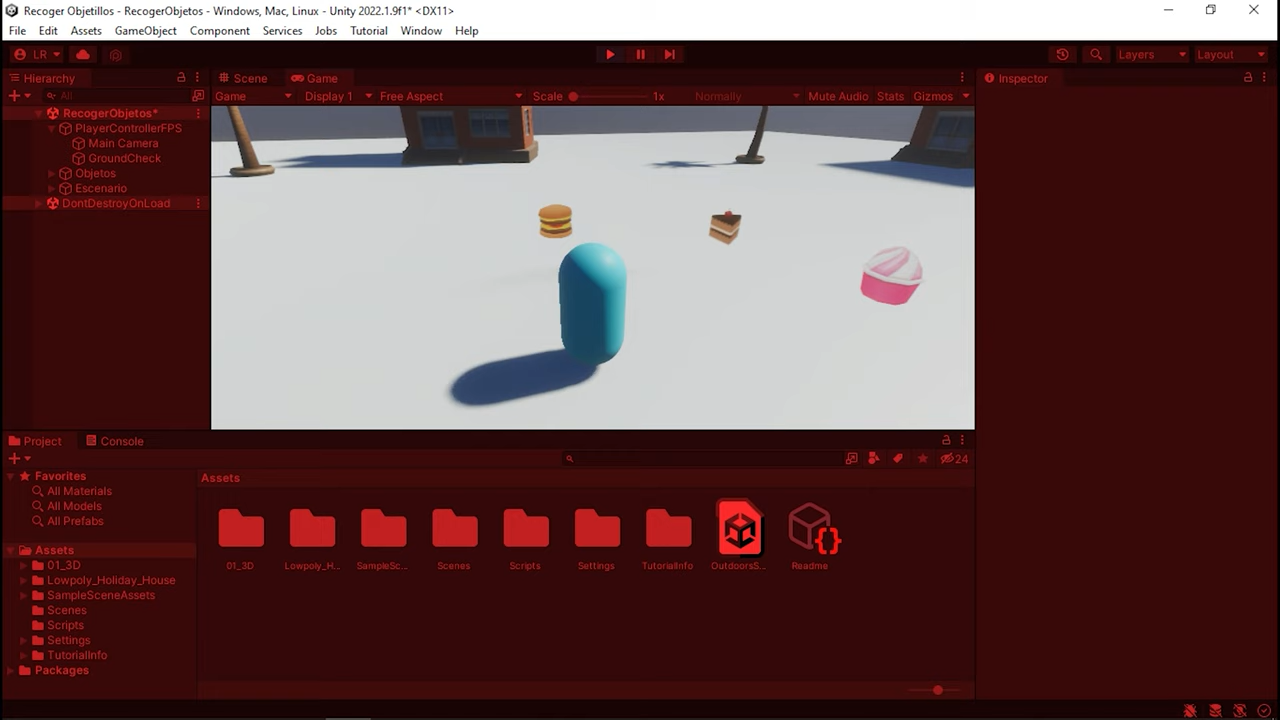 Recoger Objetillos - RecogerObjetos - Windows, Mac, Linux - Unity 2022.1.9f1* <DX11>
File Edit Assets GameObject Component Services Jobs Tutorial Window Help
LR Layers Layout
Hierarchy Scene Game Inspector
All Game Display 1 Free Aspect Scale 1x Normally Mute Audio Stats Gizmos
RecogerObjetos*
PlayerControllerFPS
Main Camera
GroundCheck
Objetos
Escenario
DontDestroyOnLoad
Project Console
24
Favorites Assets
All Materials
All Models
All Prefabs
Assets
01_3D
Lowpoly_Holiday_House
SampleSceneAssets
Scenes
Scripts
Settings
TutorialInfo
Packages
01_3D Lowpoly_H... SampleSc... Scenes Scripts Settings TutorialInfo OutdoorsS... Readme